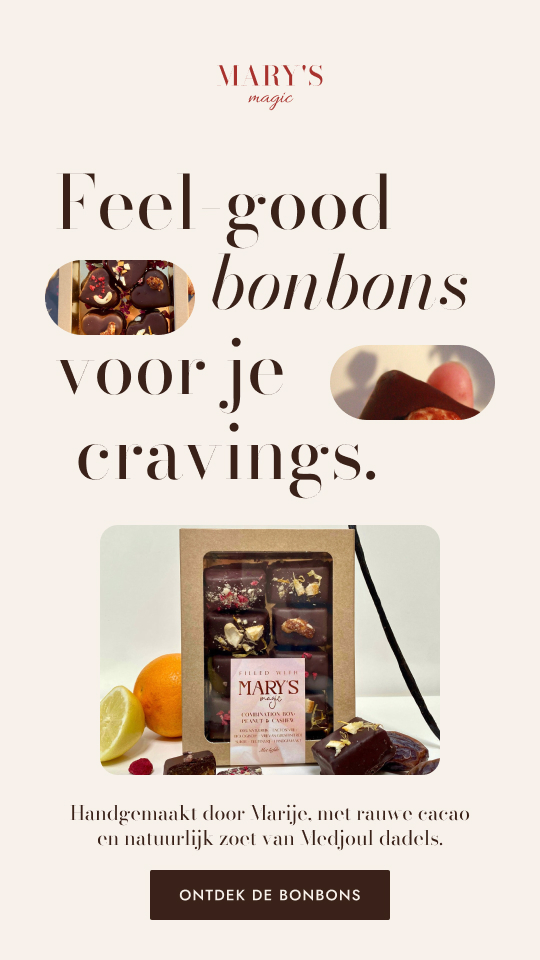 MARY'S
magic
Feel-good
bonbons
voor je
cravings.
FILLED WITH
MARY'S
magic
COMBINATION BOX:
PEANUT & CASHEW
Handgemaakt door Marije, met rauwe cacao
en natuurlijk zoet van Medjoul dadels.
ONTDEK DE BONBONS